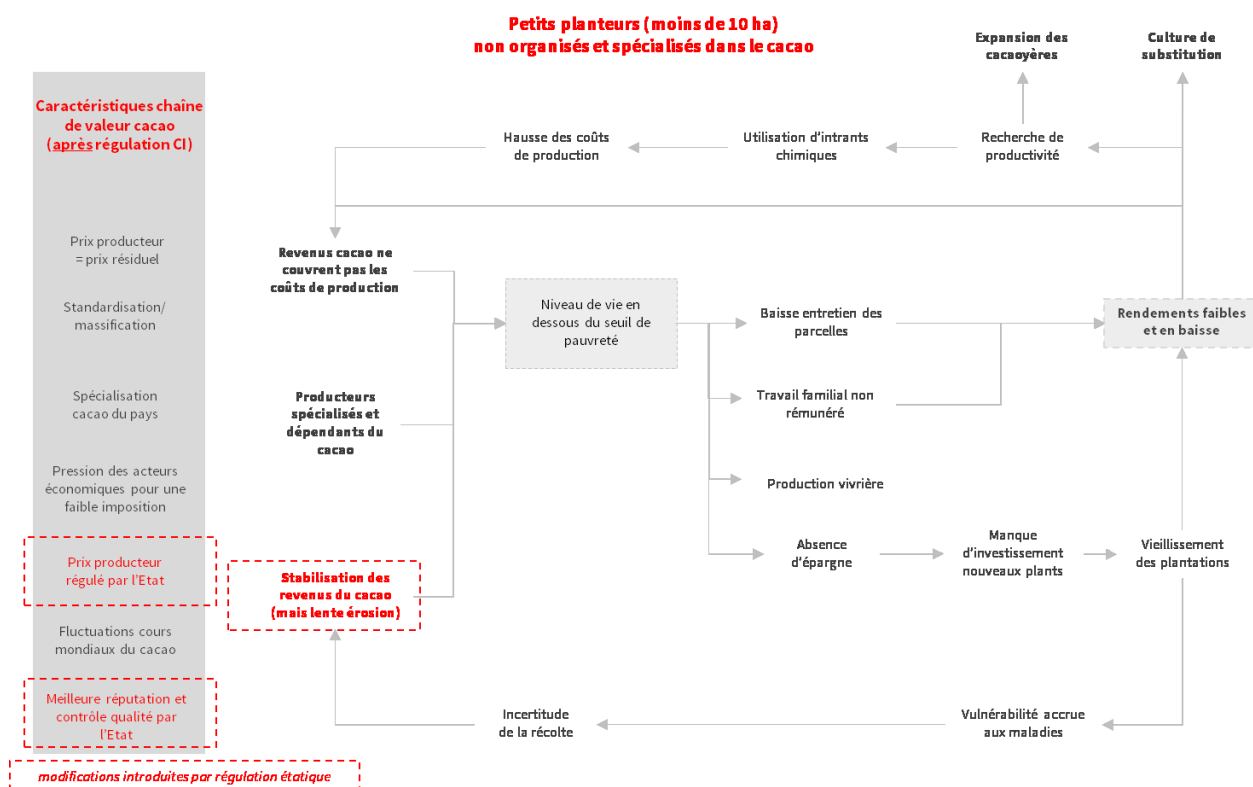 Petits planteurs (moins de 10 ha)
non organisés et spécialisés dans le cacao
Caractéristiques chaîne
de valeur cacao
(après régulation CI)
Prix producteur
= prix résiduel
Standardisation/
massification
Spécialisation
cacao du pays
Pression des acteurs
économiques pour une
faible imposition
Prix producteur
régulé par l'Etat
Fluctuations cours
mondiaux du cacao
Meilleure réputation et
contrôle qualité par
l'Etat
modifications introduites par régulation étatique
Expansion des
cacaoyères
Culture de
substitution
Hausse des coûts
de production
Utilisation d'intrants
chimiques
Recherche de
productivité
Revenus cacao ne
couvrent pas les
coûts de production
Niveau de vie en
dessous du seuil de
pauvreté
Baisse entretien des
parcelles
Rendements faibles
et en baisse
Producteurs
spécialisés et
dépendants du
cacao
Travail familial non
rémunéré
Production vivrière
Absence
d'épargne
Manque
d'investissement
nouveaux plants
Vieillissement
des plantations
Stabilisation des
revenus du cacao
(mais lente érosion)
Incertitude
de la récolte
Vulnérabilité accrue
aux maladies